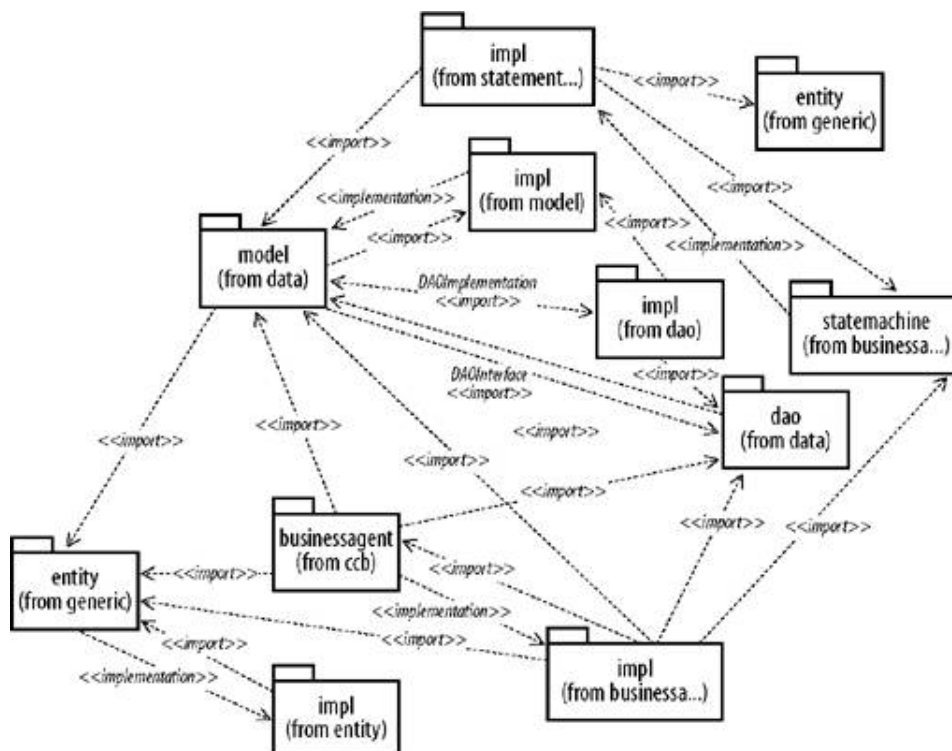 impl
(from statement...)
<<import>>
entity
(from generic)
<<import>>
impl
(from model)
<<implementation>>
<<import>>
<<import>>
<<import>>
<<implementation>>
model
(from data)
DAOImplementation
<<import>>
impl
(from dao)
statemachine
(from businessa...)
DAOInterface
<<import>>
<<import>>
dao
(from data)
<<import>>
<<import>>
<<import>>
<<import>>
<<import>>
businessagent
(from ccb)
<<import>>
<<import>>
entity
(from generic)
<<import>>
<<implementation>>
<<import>>
<<import>>
<<implementation>>
impl
(from businessa...)
impl
(from entity)